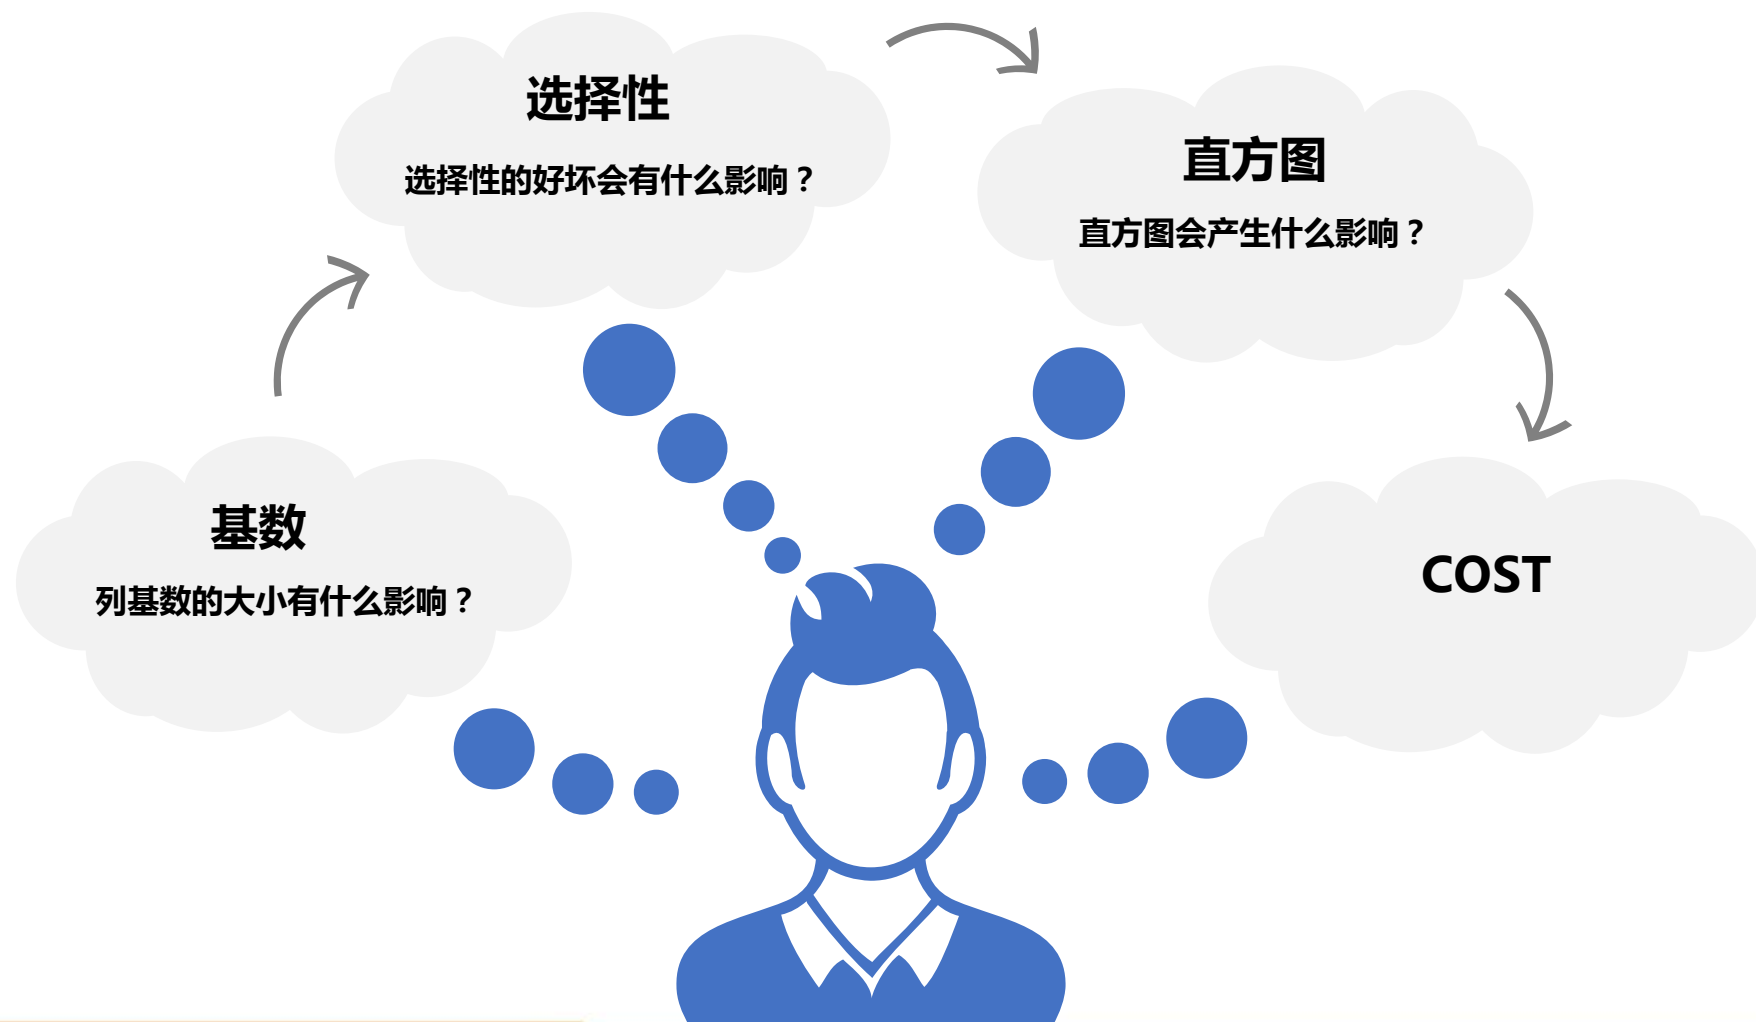 选择性
选择性的好坏会有什么影响？
直方图
直方图会产生什么影响？
基数
列基数的大小有什么影响？
COST